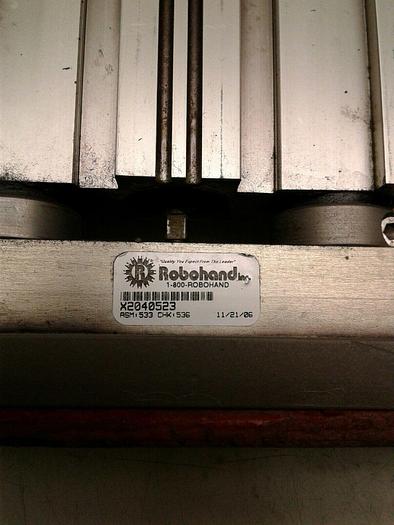 "Quality You Expect From The Leader"
R Robohand inc.
1-800-ROBOHAND
X2040523
ASM:533 CHK:536 11/21/06